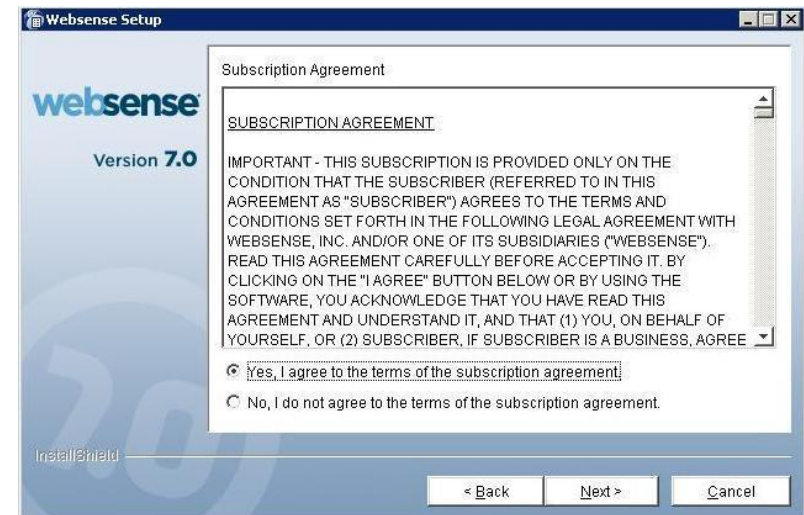 Websense Setup
Subscription Agreement
websense
Version 7.0
SUBSCRIPTION AGREEMENT
IMPORTANT - THIS SUBSCRIPTION IS PROVIDED ONLY ON THE
CONDITION THAT THE SUBSCRIBER (REFERRED TO IN THIS
AGREEMENT AS "SUBSCRIBER") AGREES TO THE TERMS AND
CONDITIONS SET FORTH IN THE FOLLOWING LEGAL AGREEMENT WITH
WEBSENSE, INC. AND/OR ONE OF ITS SUBSIDIARIES ("WEBSENSE").
READ THIS AGREEMENT CAREFULLY BEFORE ACCEPTING IT. BY
CLICKING ON THE "I AGREE" BUTTON BELOW OR BY USING THE
SOFTWARE, YOU ACKNOWLEDGE THAT YOU HAVE READ THIS
AGREEMENT AND UNDERSTAND IT, AND THAT (1) YOU, ON BEHALF OF
YOURSELF, OR (2) SUBSCRIBER, IF SUBSCRIBER IS A BUSINESS, AGREE
Yes, I agree to the terms of the subscription agreement.
No, I do not agree to the terms of the subscription agreement.
7.0
InstallShield
< Back
Next >
Cancel